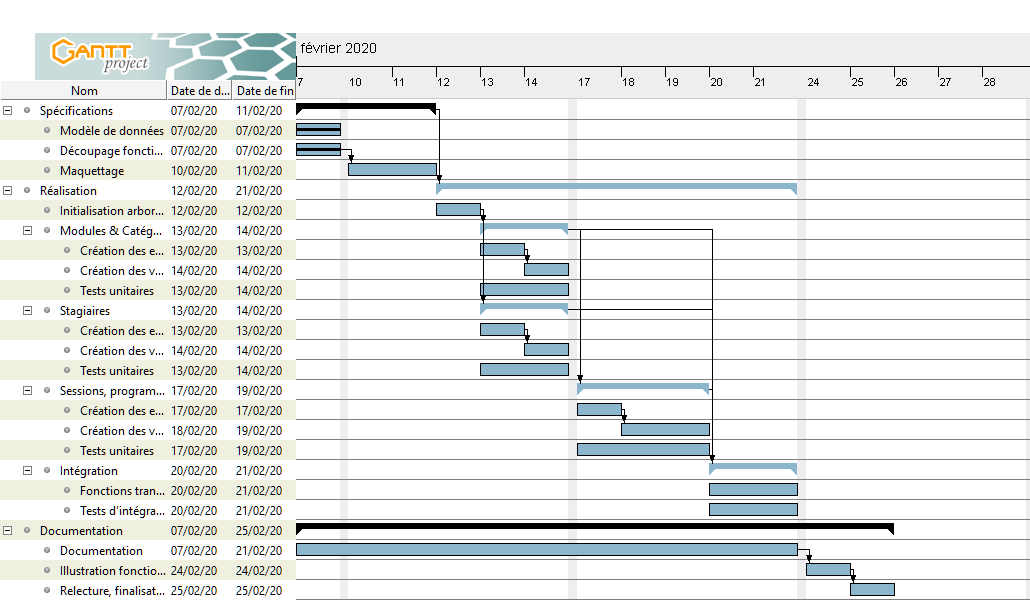 GANTT
project
février 2020
7 10 11 12 13 14 17 18 19 20 21 24 25 26 27 28
Nom Date de d... Date de fin
Spécifications 07/02/20 11/02/20
Modèle de données 07/02/20 07/02/20
Découpage foncti... 07/02/20 07/02/20
Maquettage 10/02/20 11/02/20
Réalisation 12/02/20 21/02/20
Initialisation arbor... 12/02/20 12/02/20
Modules & Catég... 13/02/20 14/02/20
Création des e... 13/02/20 13/02/20
Création des v... 14/02/20 14/02/20
Tests unitaires 13/02/20 14/02/20
Stagiaires 13/02/20 14/02/20
Création des e... 13/02/20 13/02/20
Création des v... 14/02/20 14/02/20
Tests unitaires 13/02/20 14/02/20
Sessions, program... 17/02/20 19/02/20
Création des e... 17/02/20 17/02/20
Création des v... 18/02/20 19/02/20
Tests unitaires 17/02/20 19/02/20
Intégration 20/02/20 21/02/20
Fonctions tran... 20/02/20 21/02/20
Tests d'intégra... 20/02/20 21/02/20
Documentation 07/02/20 25/02/20
Documentation 07/02/20 21/02/20
Illustration fonctio... 24/02/20 24/02/20
Relecture, finalisat... 25/02/20 25/02/20